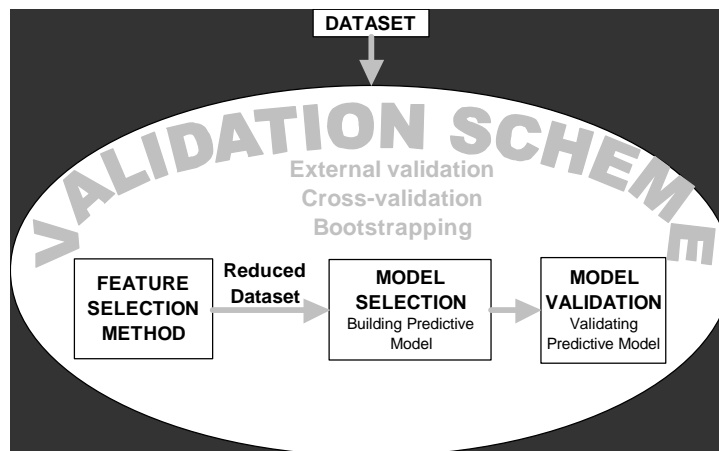 DATASET
VALIDATION SCHEME
External validation
Cross-validation
Bootstrapping
FEATURE
SELECTION
METHOD
Reduced
Dataset
MODEL
SELECTION
Building Predictive
Model
MODEL
VALIDATION
Validating
Predictive Model